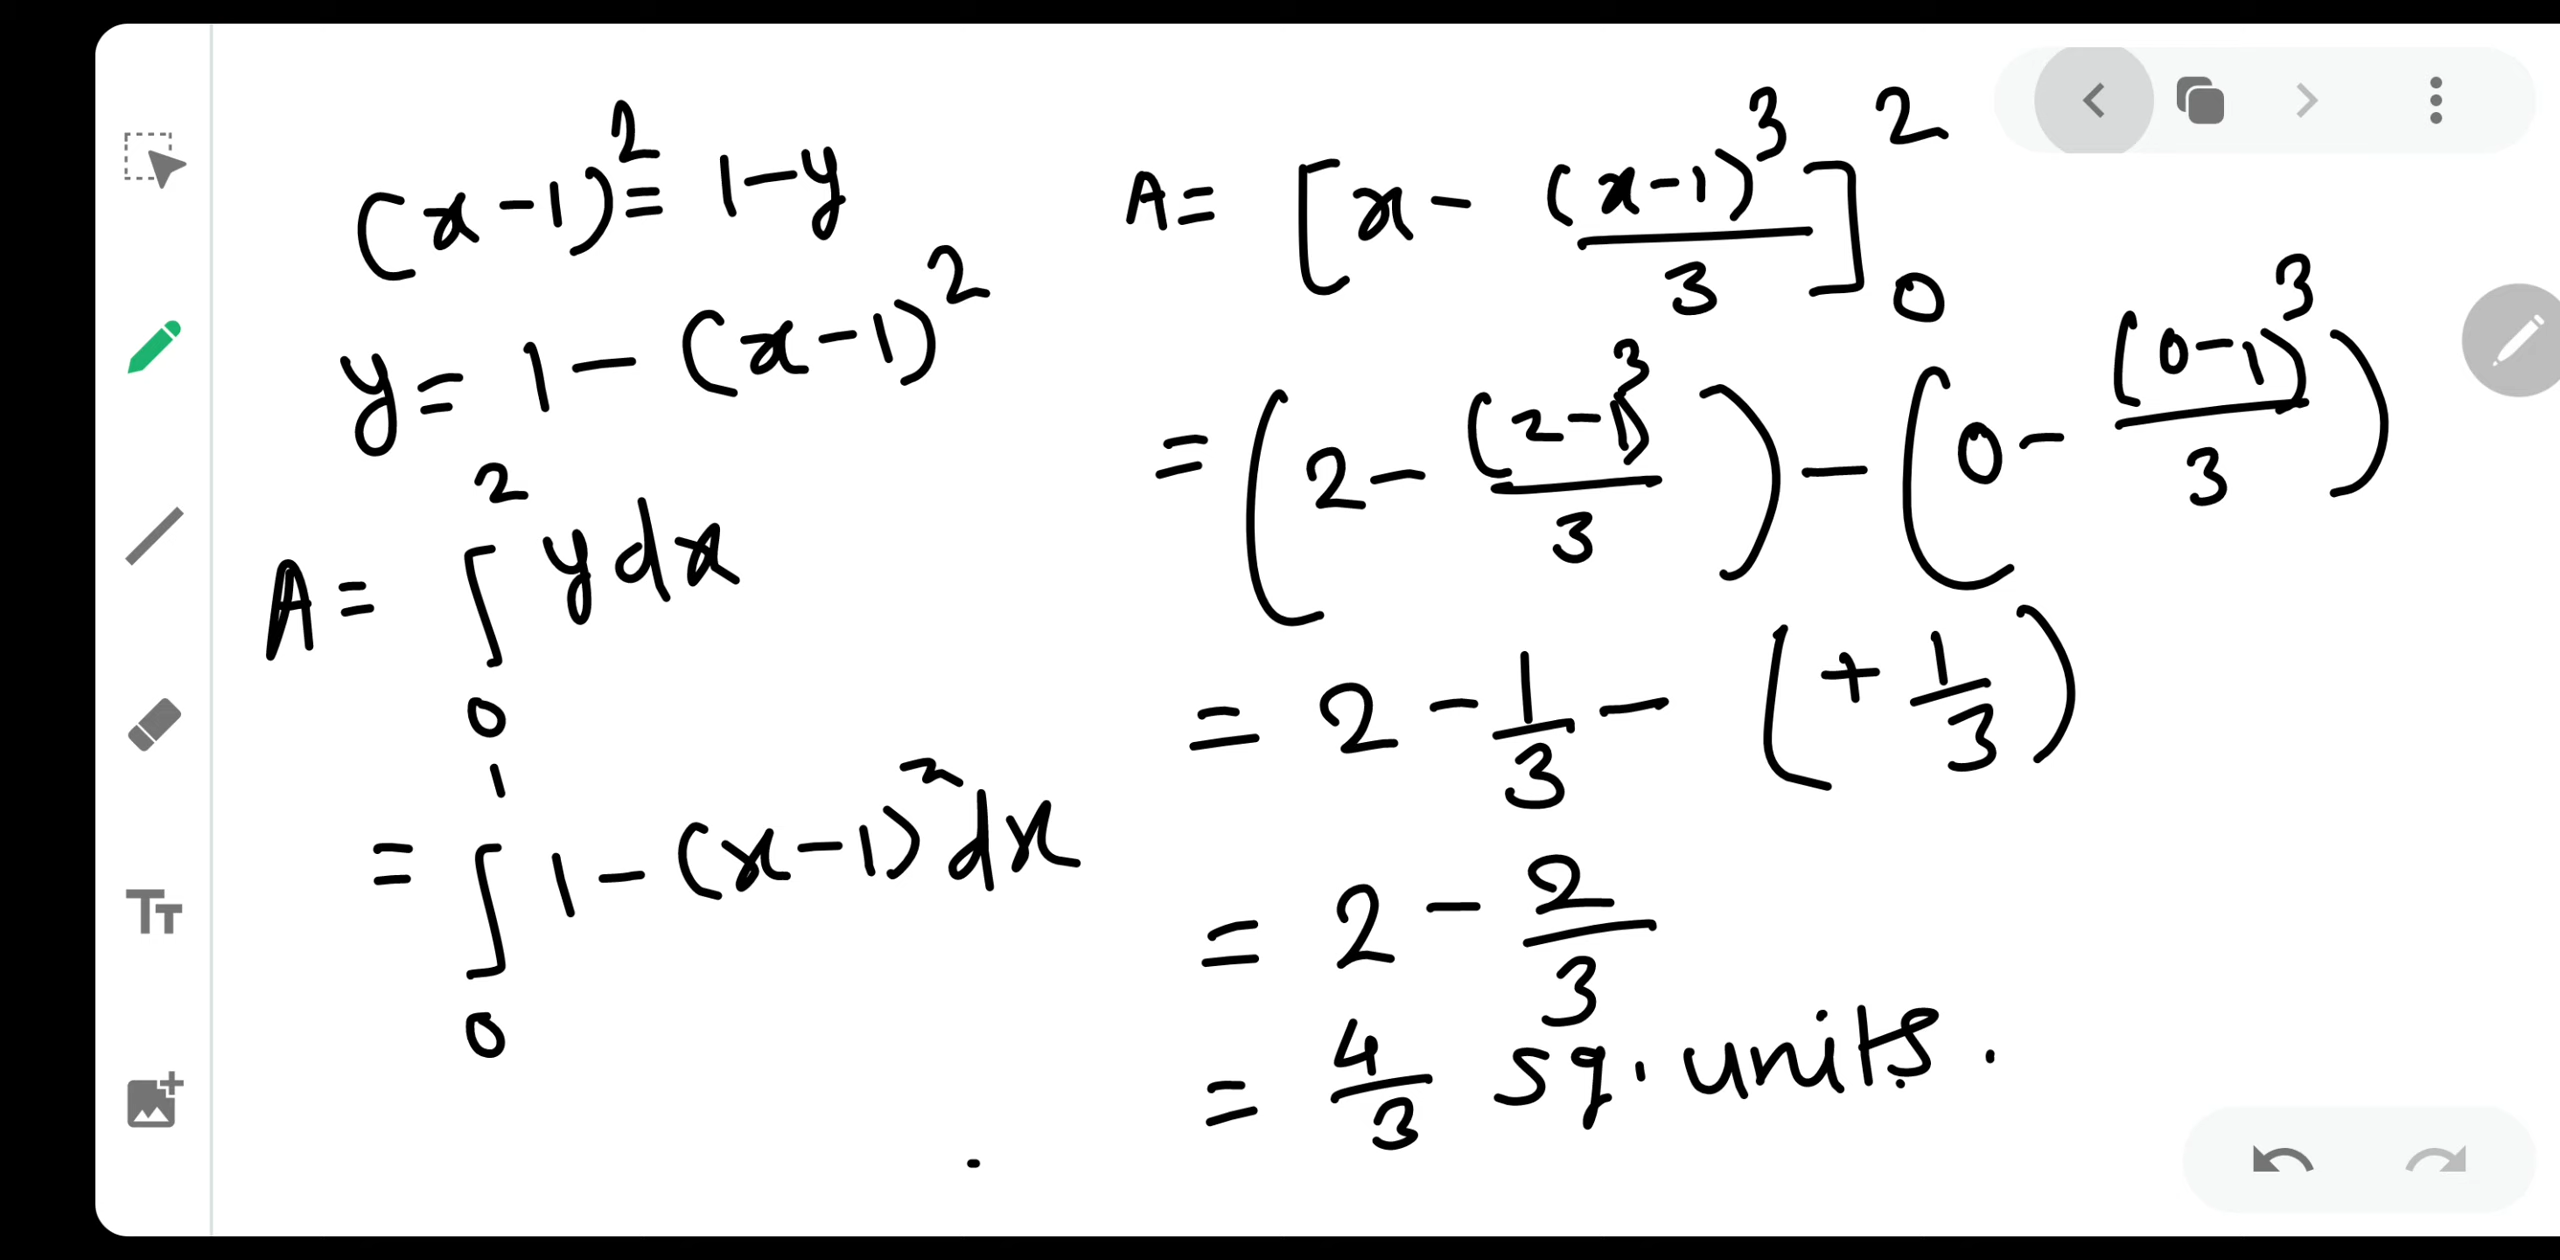 (x-1)² = 1-y
y = 1 - (x-1)²
A = ∫₀² y dx
= ∫₀¹ 1 - (x-1)² dx
A = [x - (x-1)³/3]₀²
= (2 - (2-1)³/3) - (0 - (0-1)³/3)
= 2 - 1/3 - (+ 1/3)
= 2 - 2/3
= 4/3 sq. units.
TT